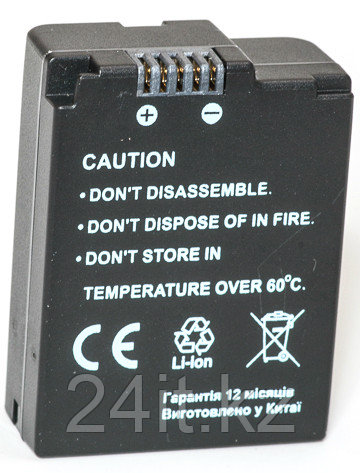 + −
CAUTION
• DON'T DISASSEMBLE.
• DON'T DISPOSE OF IN FIRE.
• DON'T STORE IN
TEMPERATURE OVER 60°C.
CE
Li-Ion
Гарантія 12 місяців
Виготовлено у Китаї
24it.kz